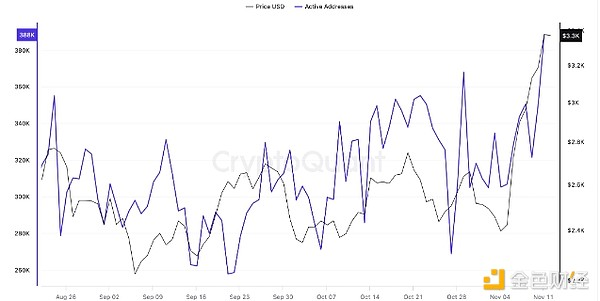 Price USD Active Addresses
388K
380K
360K
340K
320K
300K
280K
260K
CryptoQuant
$3.3K
$3.2K
$3K
$2.8K
$2.6K
$2.4K
Aug 26 Sep 02 Sep 09 Sep 16 Sep 23 Sep 30 Oct 07 Oct 14 Oct 21 Oct 28 Nov 04 Nov 11
金色财经